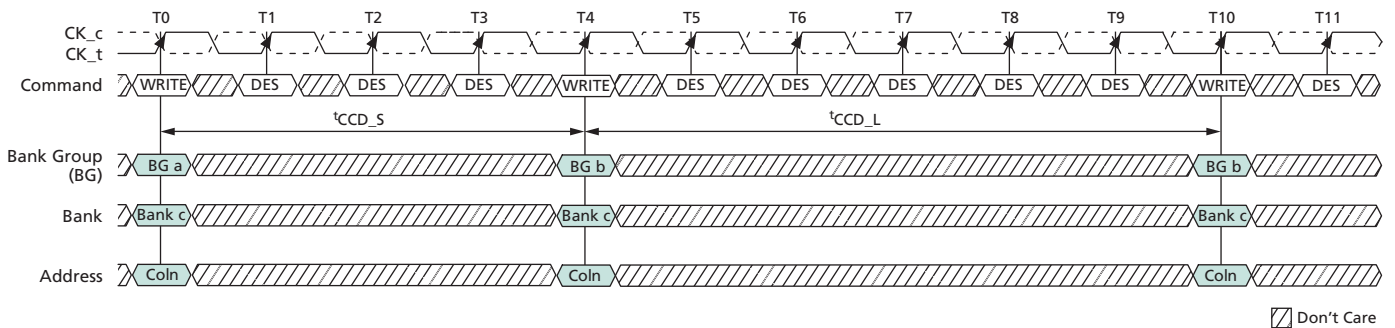 T0 T1 T2 T3 T4 T5 T6 T7 T8 T9 T10 T11
CK_c
CK_t
Command WRITE DES DES DES WRITE DES DES DES DES DES WRITE DES
tCCD_S tCCD_L
Bank Group
(BG) BG a BG b BG b
Bank Bank c Bank c Bank c
Address Coln Coln Coln
Don't Care